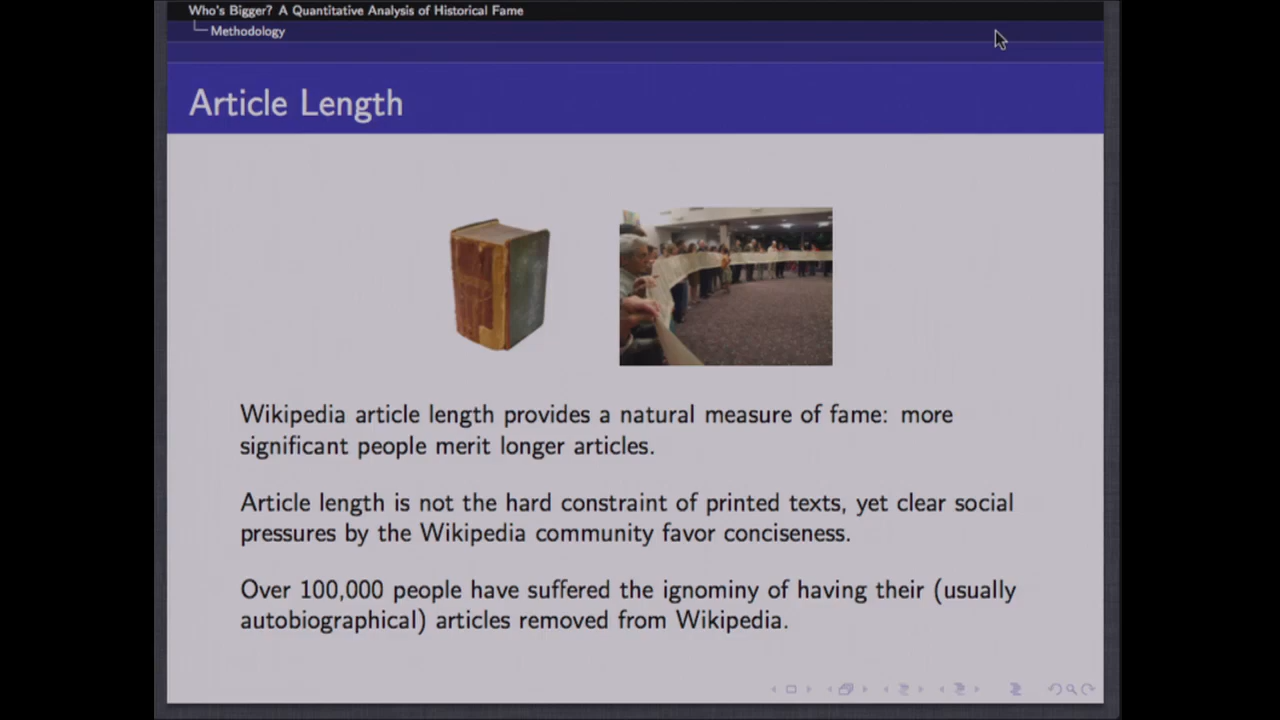 Who's Bigger? A Quantitative Analysis of Historical Fame
Methodology
Article Length
Wikipedia article length provides a natural measure of fame: more
significant people merit longer articles.
Article length is not the hard constraint of printed texts, yet clear social
pressures by the Wikipedia community favor conciseness.
Over 100,000 people have suffered the ignominy of having their (usually
autobiographical) articles removed from Wikipedia.